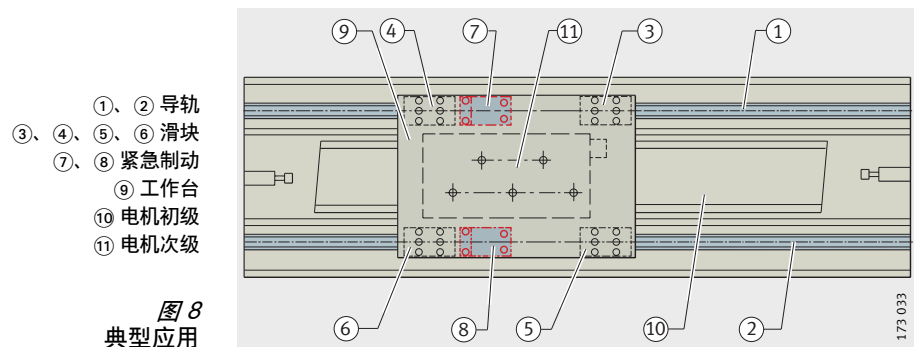 ①、② 导轨
③、④、⑤、⑥ 滑块
⑦、⑧ 紧急制动
⑨ 工作台
⑩ 电机初级
⑪ 电机次级
图 8
典型应用
⑨ ④ ⑦ ⑪ ③ ①
⑥ ⑧ ⑤ ⑩ ②
173 033